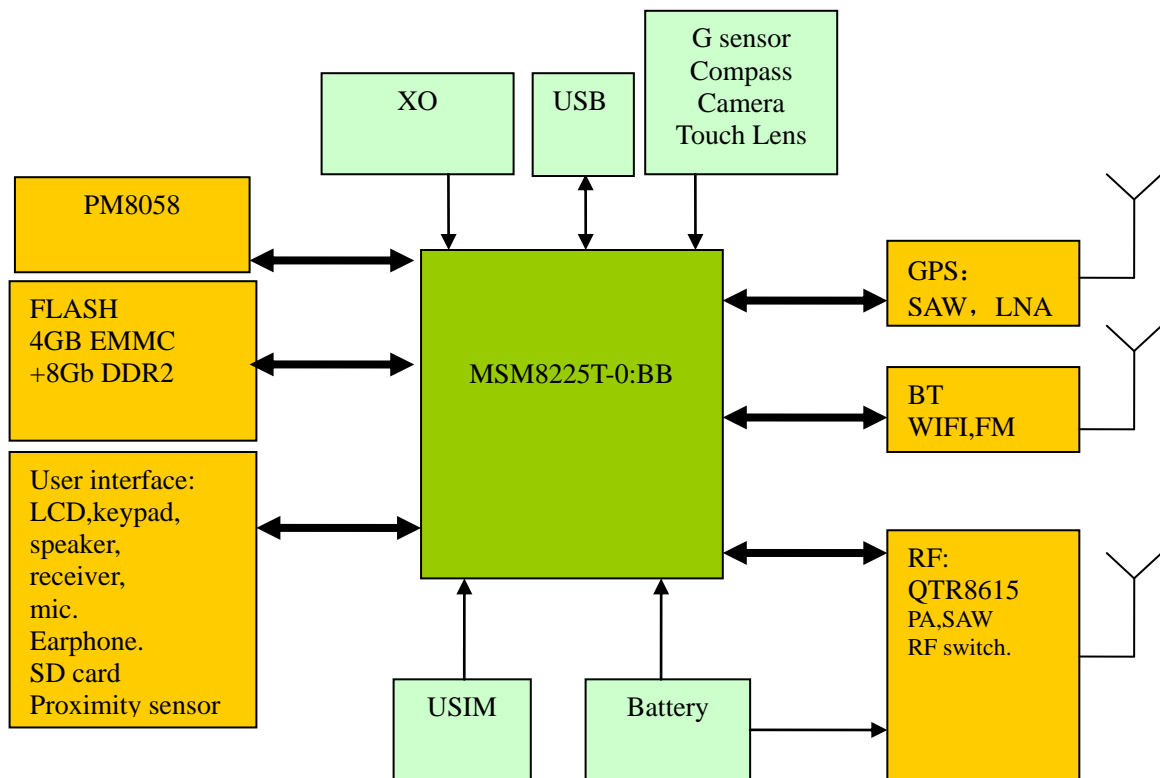 XO
USB
G sensor
Compass
Camera
Touch Lens
PM8058
FLASH
4GB EMMC
+8Gb DDR2
User interface:
LCD,keypad,
speaker,
receiver,
mic.
Earphone.
SD card
Proximity sensor
MSM8225T-0:BB
GPS：
SAW，LNA
BT
WIFI,FM
RF:
QTR8615
PA,SAW
RF switch.
USIM
Battery